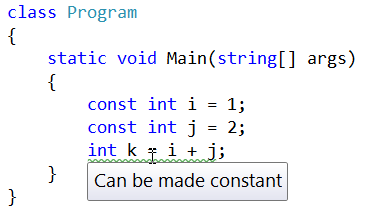 class Program
{
static void Main(string[] args)
{
const int i = 1;
const int j = 2;
int k = i + j;
Can be made constant
}
}